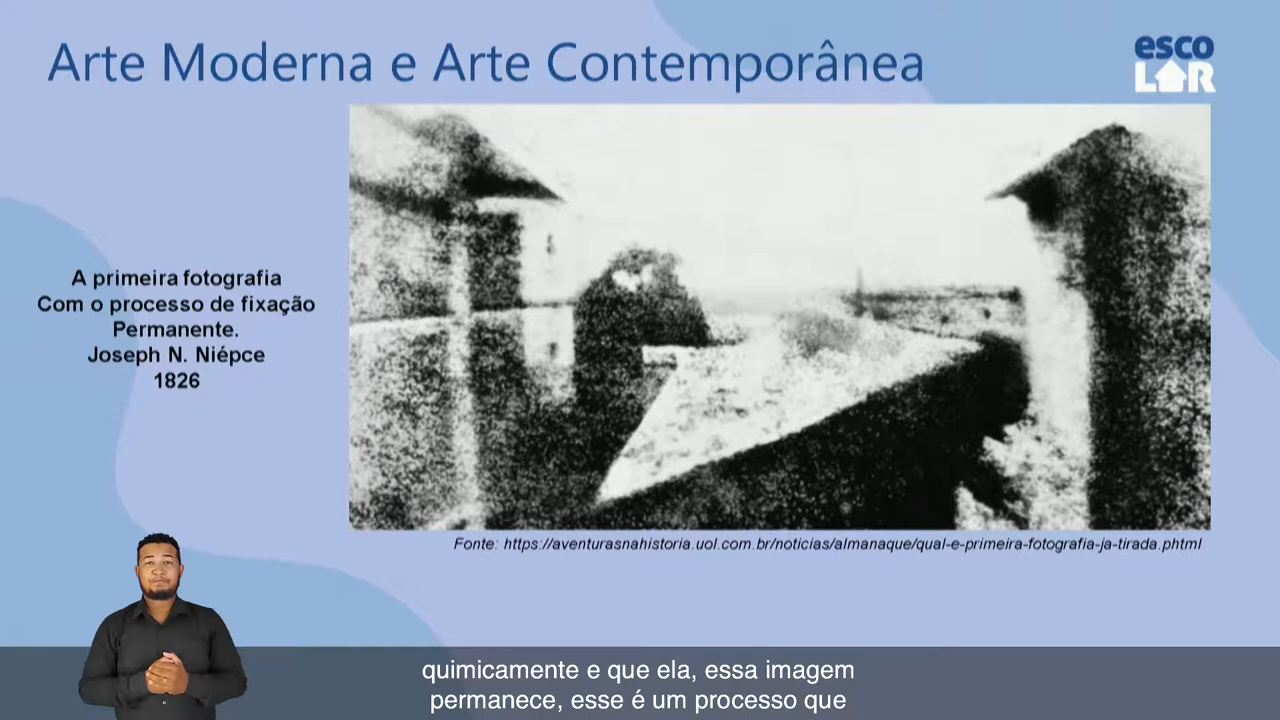 Arte Moderna e Arte Contemporânea
esco
LAR
A primeira fotografia
Com o processo de fixação
Permanente.
Joseph N. Niépce
1826
Fonte: https://aventurasnahistoria.uol.com.br/noticias/almanaque/qual-e-primeira-fotografia-ja-tirada.phtml
quimicamente e que ela, essa imagem
permanece, esse é um processo que